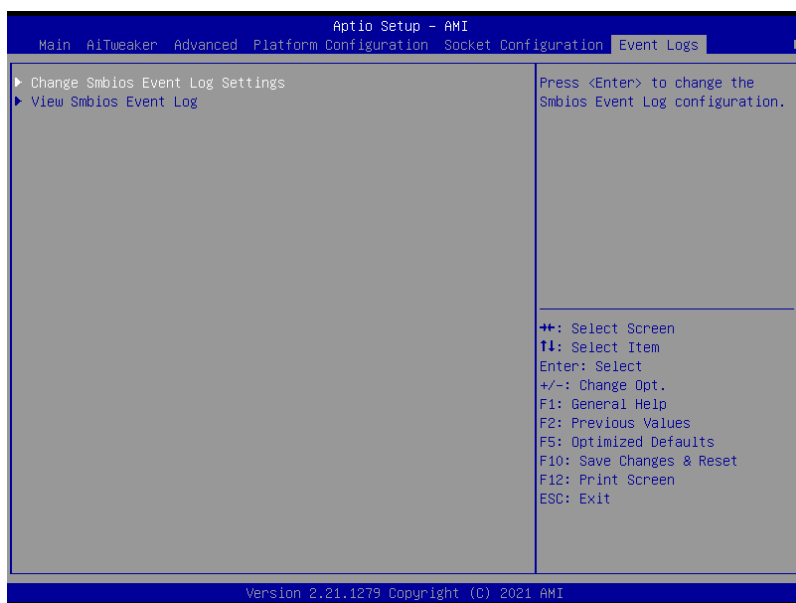 Aptio Setup - AMI
Main AiTweaker Advanced Platform Configuration Socket Configuration Event Logs
Change Smbios Event Log Settings
View Smbios Event Log
Press <Enter> to change the
Smbios Event Log configuration.
→←: Select Screen
↑↓: Select Item
Enter: Select
+/-: Change Opt.
F1: General Help
F2: Previous Values
F5: Optimized Defaults
F10: Save Changes & Reset
F12: Print Screen
ESC: Exit
Version 2.21.1279 Copyright (C) 2021 AMI